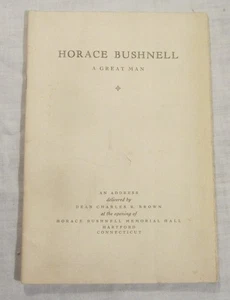 HORACE BUSHNELL
A GREAT MAN
AN ADDRESS
delivered by
DEAN CHARLES R. BROWN
at the opening of
HORACE BUSHNELL MEMORIAL HALL
HARTFORD
CONNECTICUT